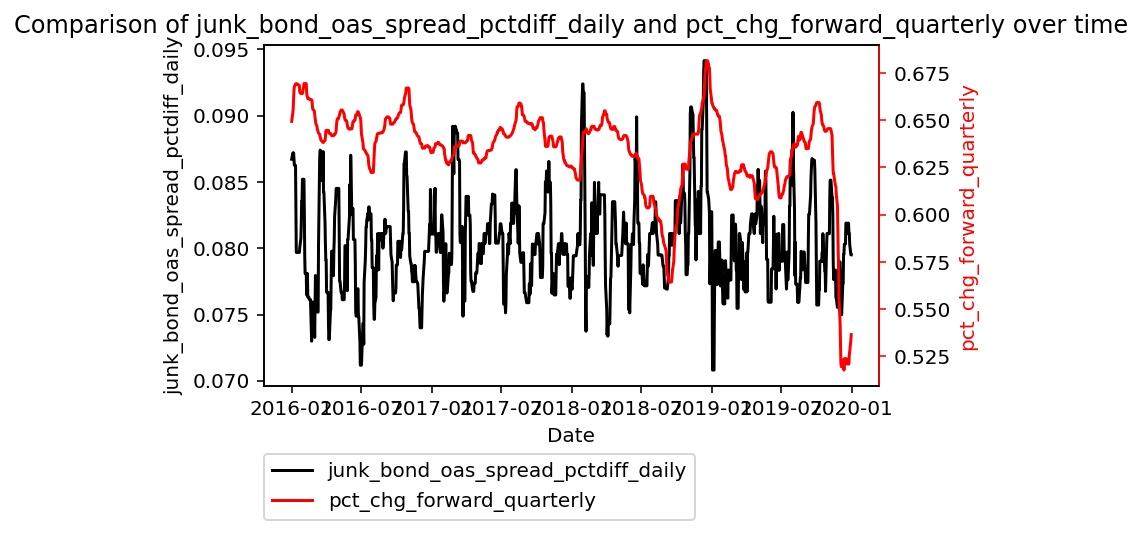 Comparison of junk_bond_oas_spread_pctdiff_daily and pct_chg_forward_quarterly over time
junk_bond_oas_spread_pctdiff_daily
0.095
0.090
0.085
0.080
0.075
0.070
0.675
0.650
0.625
0.600
0.575
0.550
0.525
pct_chg_forward_quarterly
2016-01 2016-07 2017-01 2017-07 2018-01 2018-07 2019-01 2019-07 2020-01
Date
junk_bond_oas_spread_pctdiff_daily
pct_chg_forward_quarterly